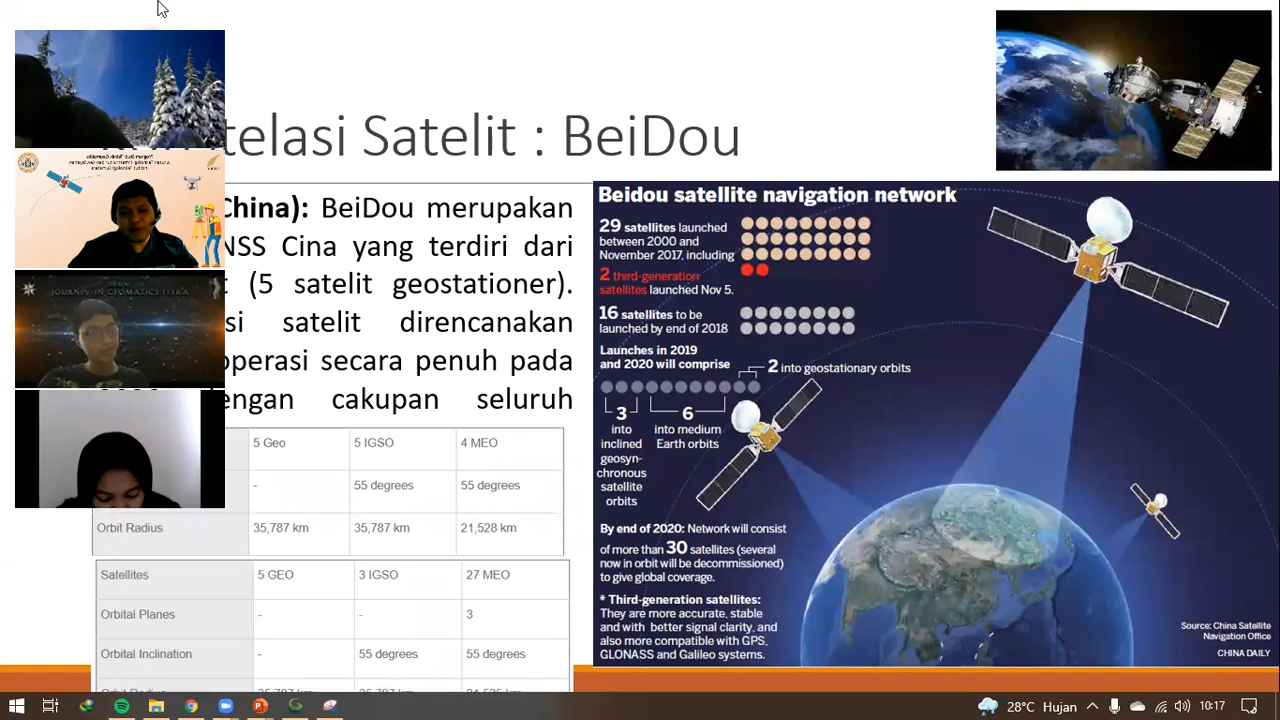 telasi Satelit : BeiDou
China): BeiDou merupakan
NSS Cina yang terdiri dari
t (5 satelit geostationer).
si satelit direncanakan
operasi secara penuh pada
engan cakupan seluruh
5 Geo 5 IGSO 4 MEO
- 55 degrees 55 degrees
Orbit Radius 35,787 km 35,787 km 21,528 km
Satellites 5 GEO 3 IGSO 27 MEO
Orbital Planes - - 3
Orbital Inclination - 55 degrees 55 degrees
JOURNEY IN GEOMATICS ITERA
Beidou satellite navigation network
29 satellites launched
between 2000 and
November 2017, including
2 third-generation
satellites launched Nov 5.
16 satellites to be
launched by end of 2018
Launches in 2019
and 2020 will comprise
2 into geostationary orbits
3
into
inclined
geosyn-
chronous
satellite
orbits
6
into medium
Earth orbits
By end of 2020: Network will consist
of more than 30 satellites (several
now in orbit will be decommissioned)
to give global coverage.
* Third-generation satellites:
They are more accurate, stable
and with better signal clarity, and
also more compatible with GPS,
GLONASS and Galileo systems.
Source: China Satellite
Navigation Office
CHINA DAILY
28°C Hujan
10:17